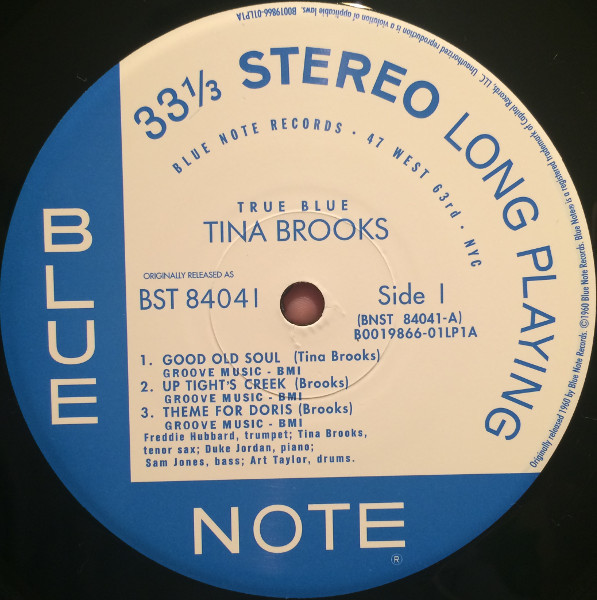 33⅓ STEREO LONG PLAYING
BLUE NOTE RECORDS · 47 WEST 63rd · NYC
TRUE BLUE
TINA BROOKS
ORIGINALLY RELEASED AS
BST 84041
Side 1
(BNST 84041-A)
B0019866-01LP1A
1. GOOD OLD SOUL (Tina Brooks)
GROOVE MUSIC - BMI
2. UP TIGHT'S CREEK (Brooks)
GROOVE MUSIC - BMI
3. THEME FOR DORIS (Brooks)
GROOVE MUSIC - BMI
Freddie Hubbard, trumpet; Tina Brooks,
tenor sax; Duke Jordan, piano;
Sam Jones, bass; Art Taylor, drums.
BLUE
NOTE
®
Originally released 1960 by Blue Note Records. ©1960 Blue Note Records. Blue Note is a registered trademark of Capitol Records, LLC. Unauthorized reproduction is a violation of applicable laws. B0019866-01LP1A